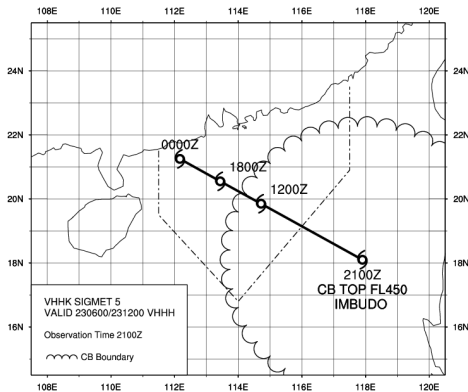 108E 110E 112E 114E 116E 118E 120E
24N 24N
22N 22N
0000Z
1800Z
1200Z
20N 20N
18N 18N
2100Z
CB TOP FL450
IMBUDO
VHHK SIGMET 5
VALID 230600/231200 VHHH
Observation Time 2100Z
CB Boundary
16N 16N
108E 110E 112E 114E 116E 118E 120E